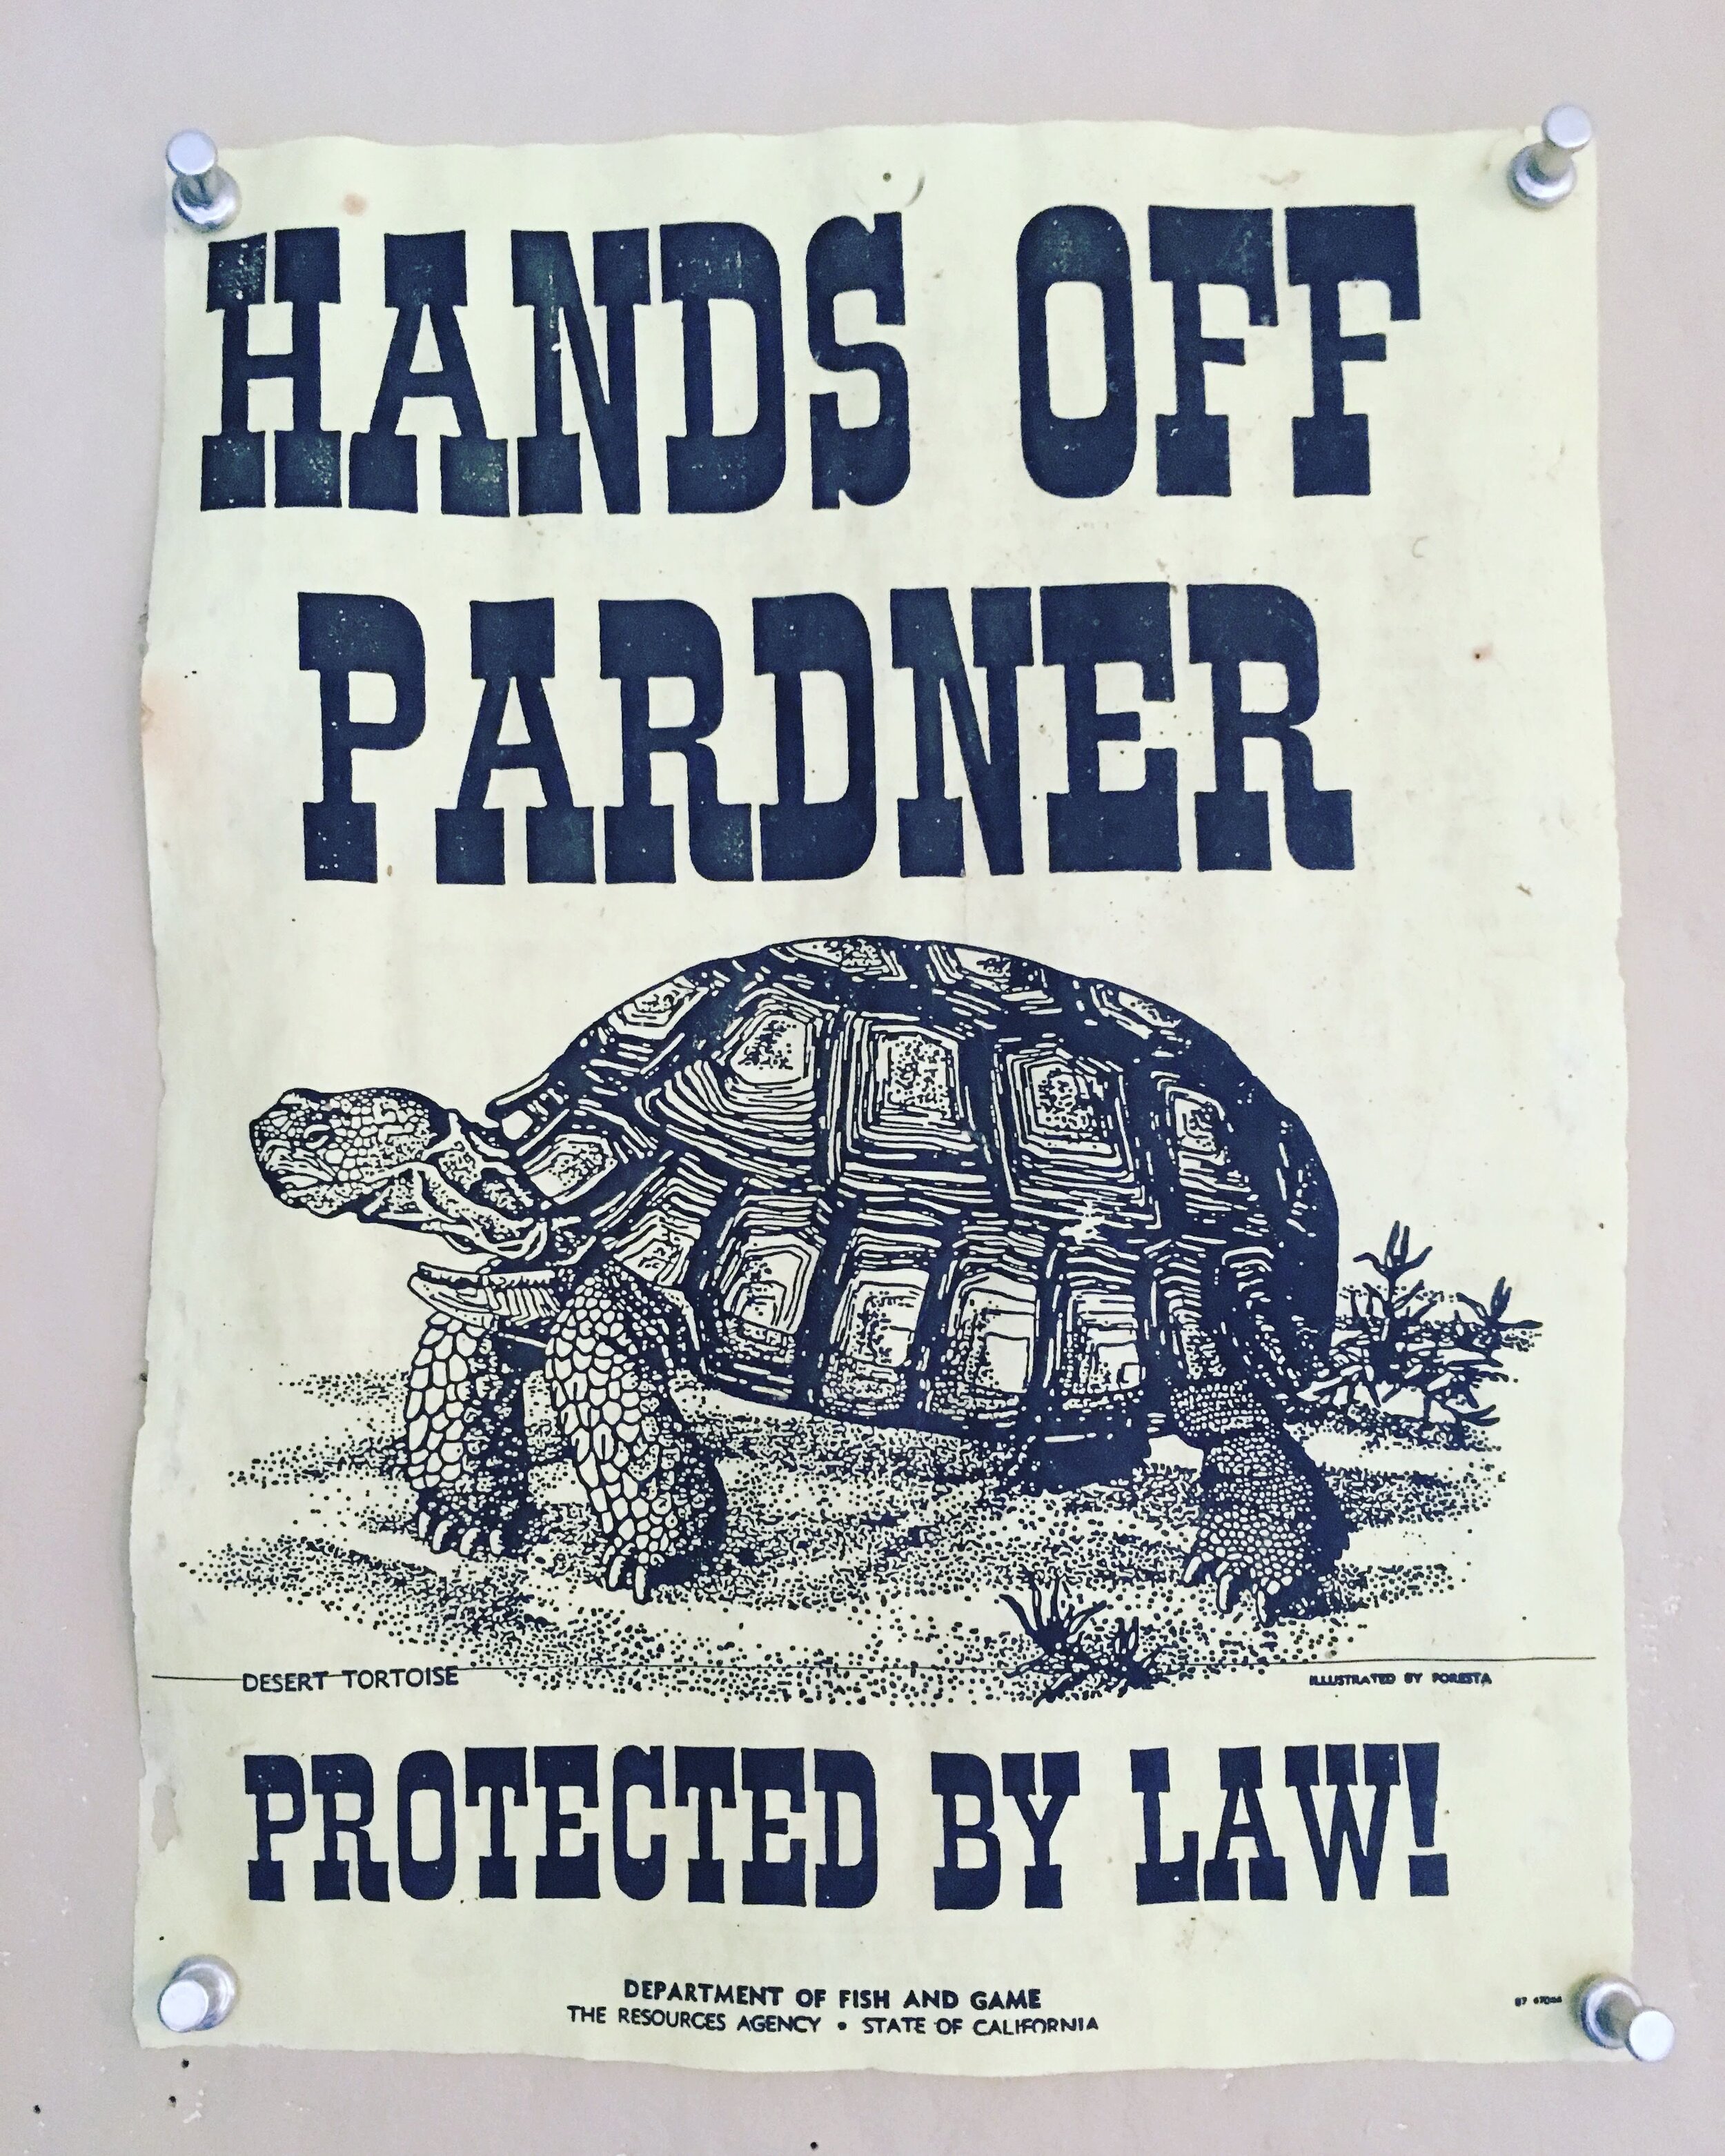 HANDS OFF
PARDNER
DESERT TORTOISE
ILLUSTRATED BY FORESTA
PROTECTED BY LAW!
DEPARTMENT OF FISH AND GAME
THE RESOURCES AGENCY • STATE OF CALIFORNIA
87